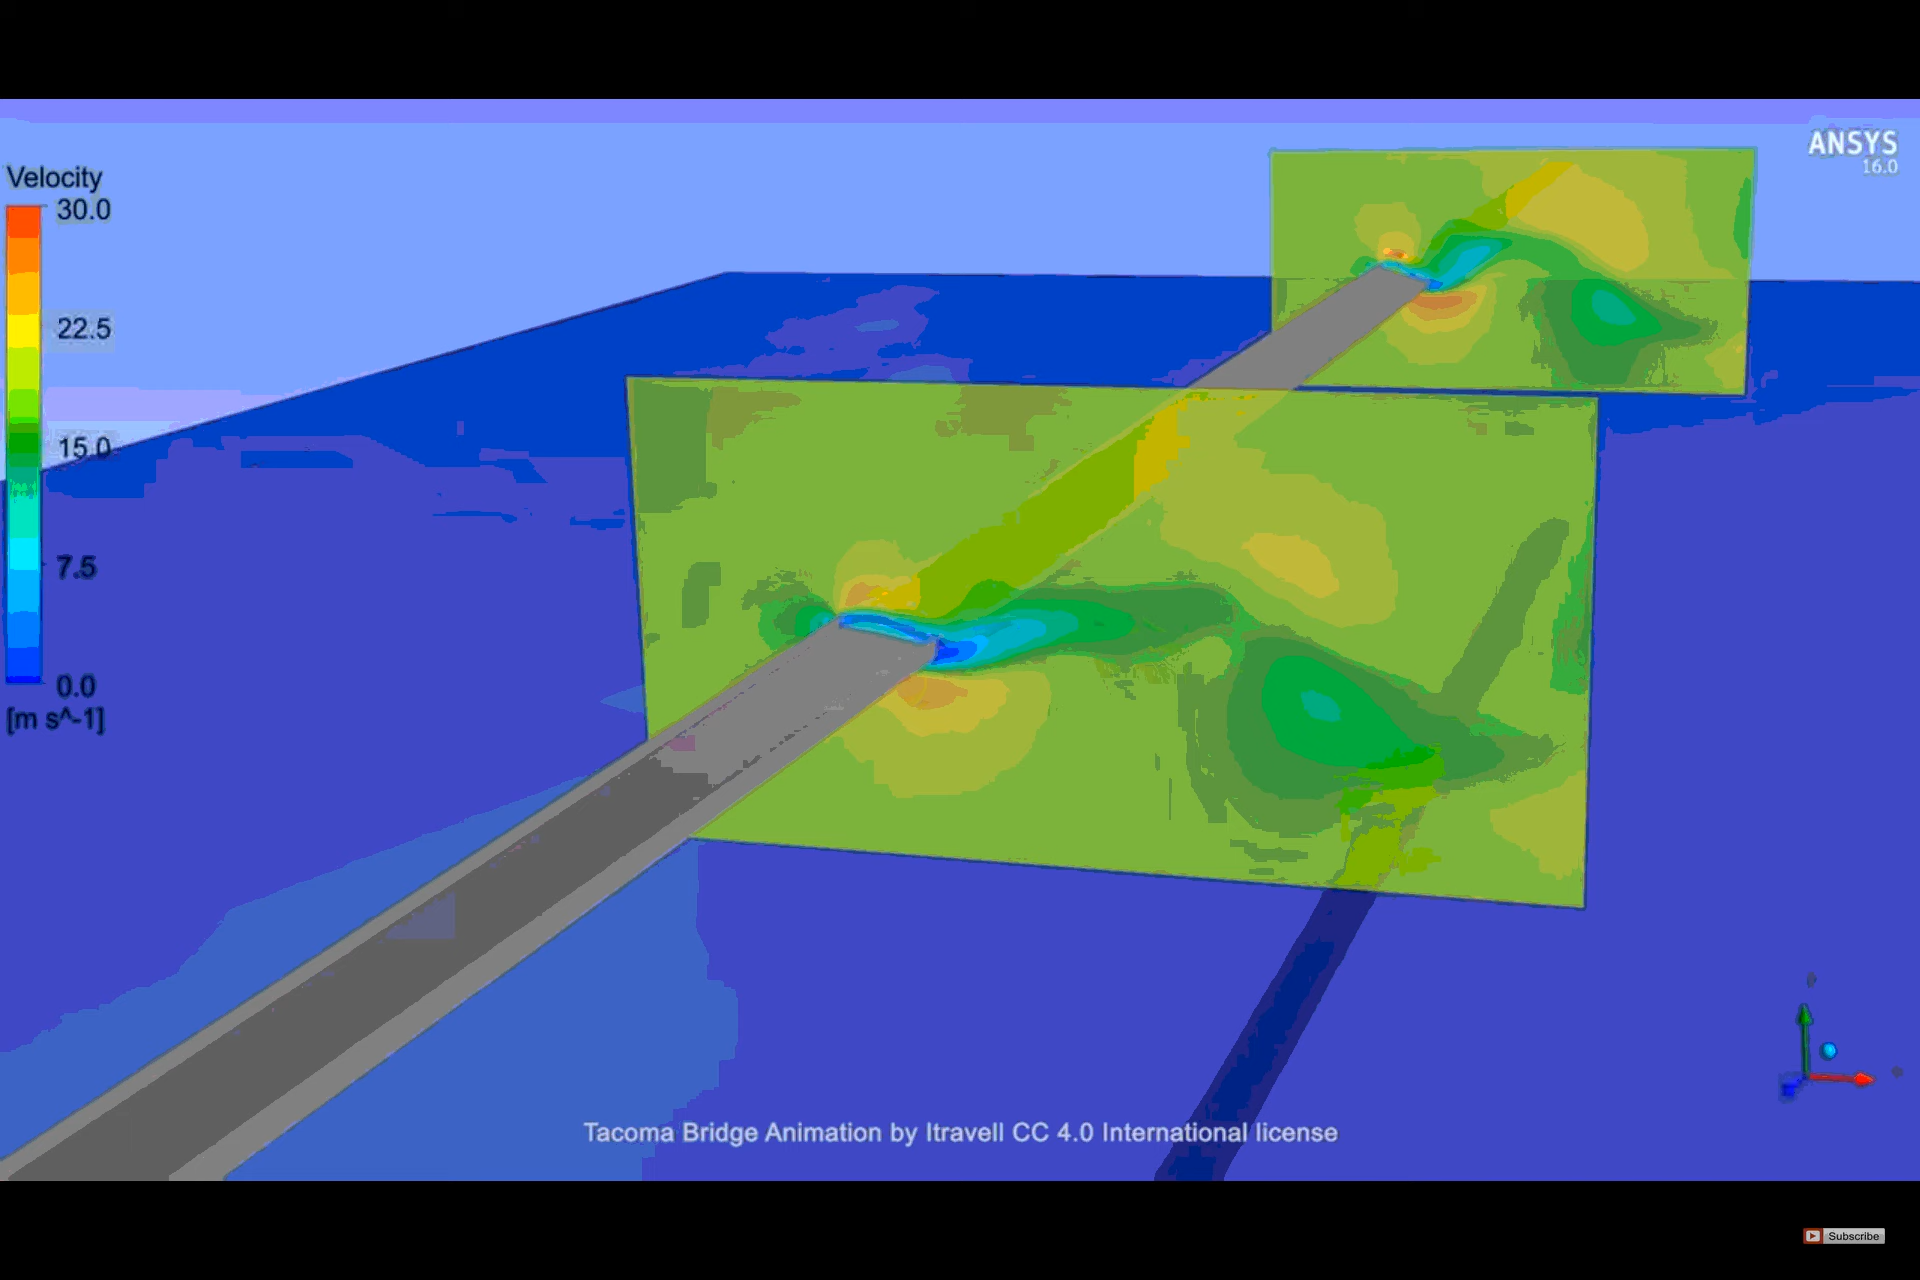 ANSYS
16.0
Velocity
30.0
22.5
15.0
7.5
0.0
[m s^-1]
Tacoma Bridge Animation by Itravell CC 4.0 International license
Subscribe